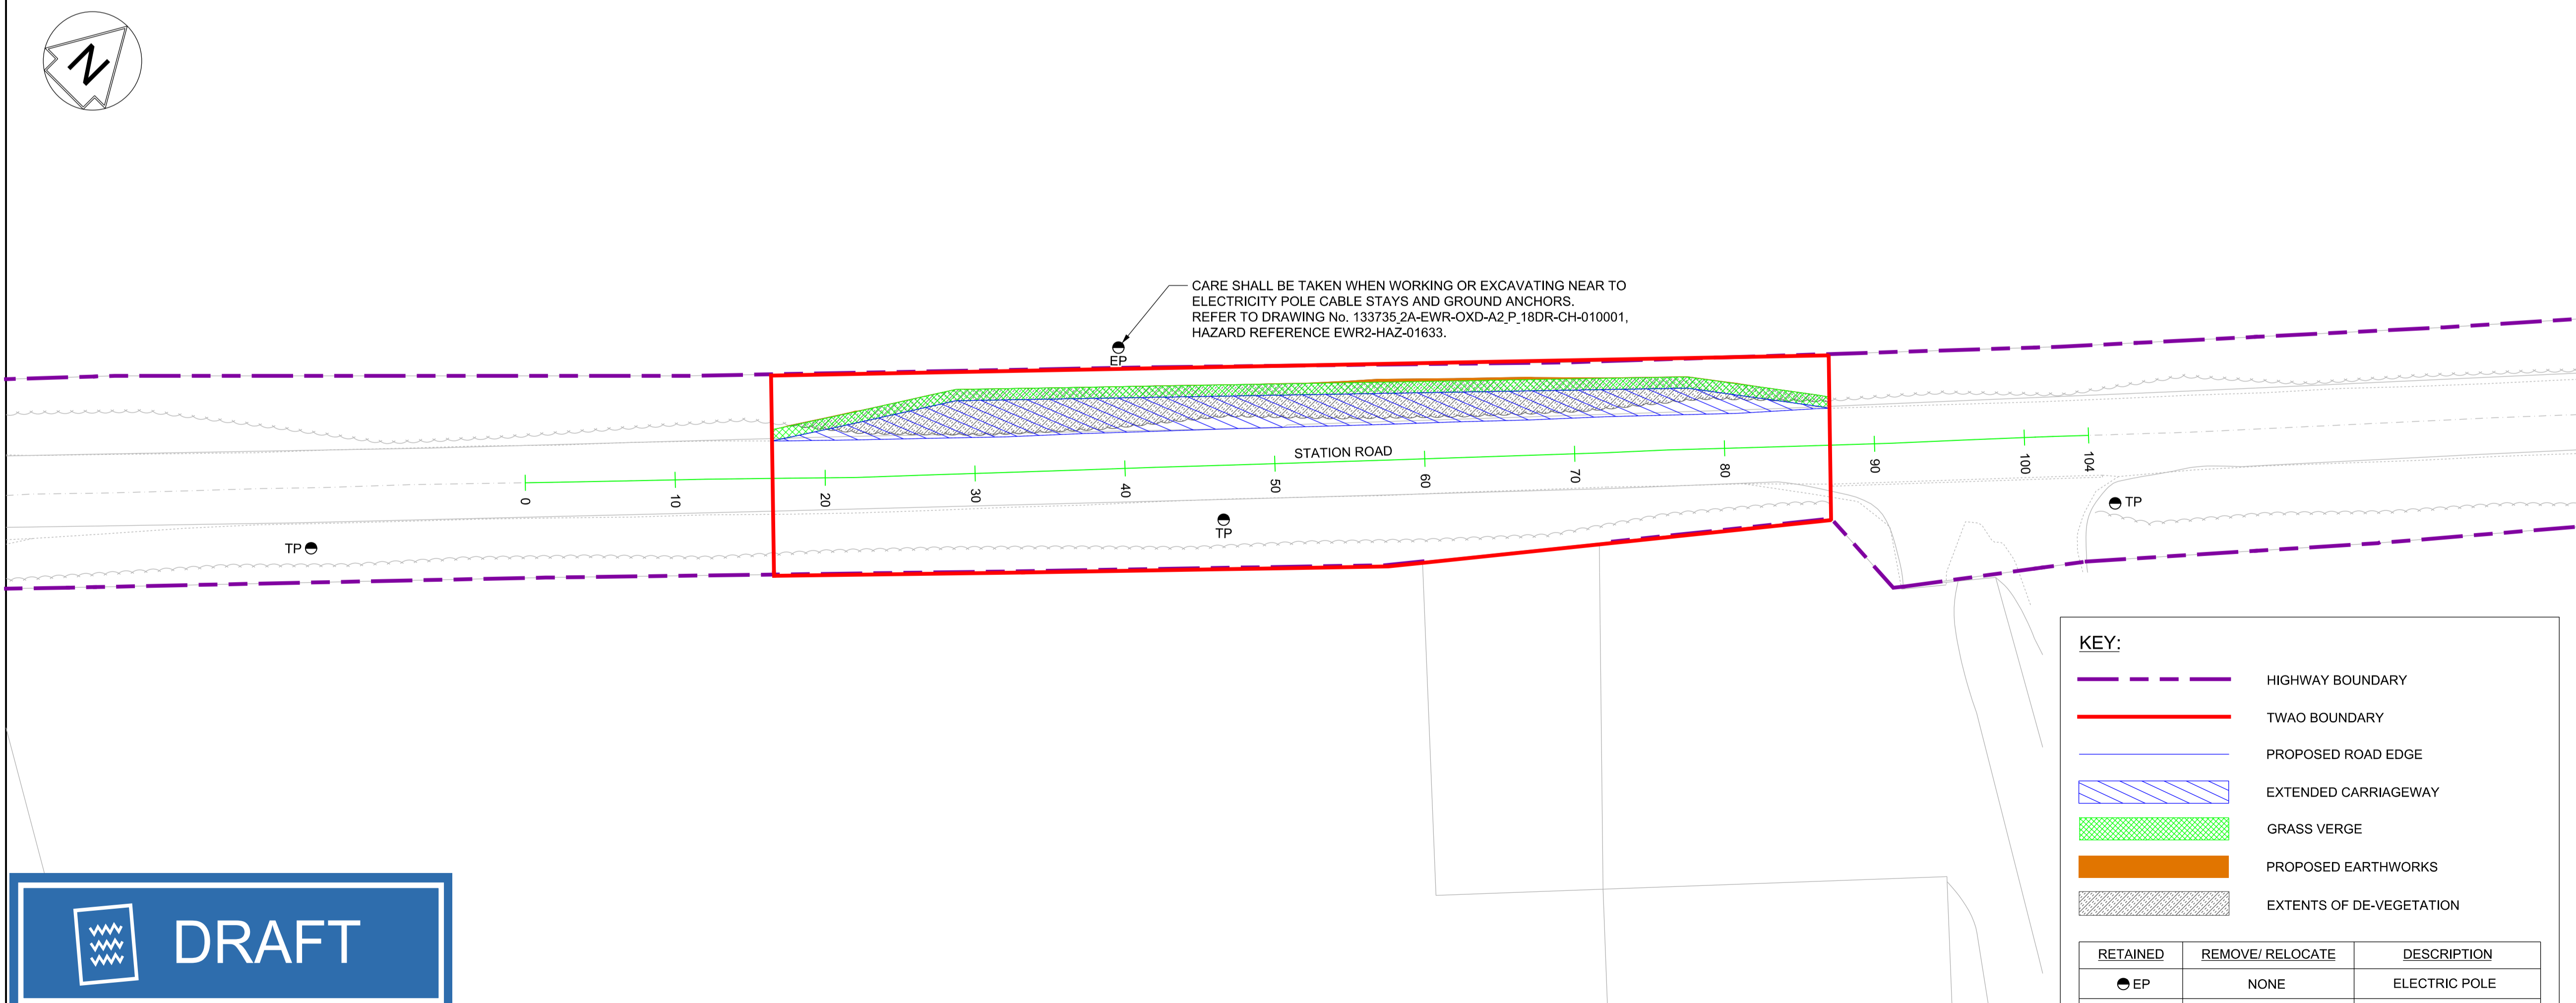 N
CARE SHALL BE TAKEN WHEN WORKING OR EXCAVATING NEAR TO
ELECTRICITY POLE CABLE STAYS AND GROUND ANCHORS.
REFER TO DRAWING No. 133735_2A-EWR-OXD-A2_P_18DR-CH-010001,
HAZARD REFERENCE EWR2-HAZ-01633.
EP
STATION ROAD
0 10 20 30 40 50 60 70 80 90 100 104
TP
TP
TP
KEY:
HIGHWAY BOUNDARY
TWAO BOUNDARY
PROPOSED ROAD EDGE
EXTENDED CARRIAGEWAY
GRASS VERGE
PROPOSED EARTHWORKS
EXTENTS OF DE-VEGETATION
RETAINED REMOVE/ RELOCATE DESCRIPTION
EP NONE ELECTRIC POLE
DRAFT